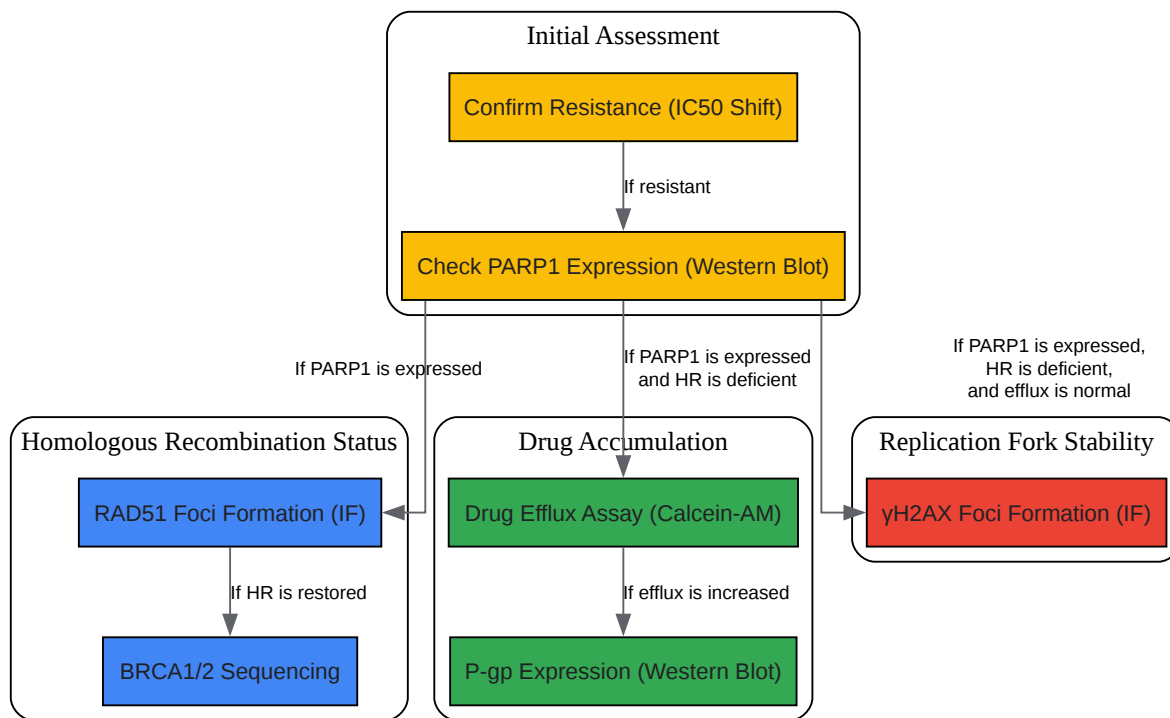 Initial Assessment
Confirm Resistance (IC50 Shift)
If resistant
Check PARP1 Expression (Western Blot)
If PARP1 is expressed
If PARP1 is expressed
and HR is deficient
If PARP1 is expressed,
HR is deficient,
and efflux is normal
Homologous Recombination Status
RAD51 Foci Formation (IF)
If HR is restored
BRCA1/2 Sequencing
Drug Accumulation
Drug Efflux Assay (Calcein-AM)
If efflux is increased
P-gp Expression (Western Blot)
Replication Fork Stability
γH2AX Foci Formation (IF)